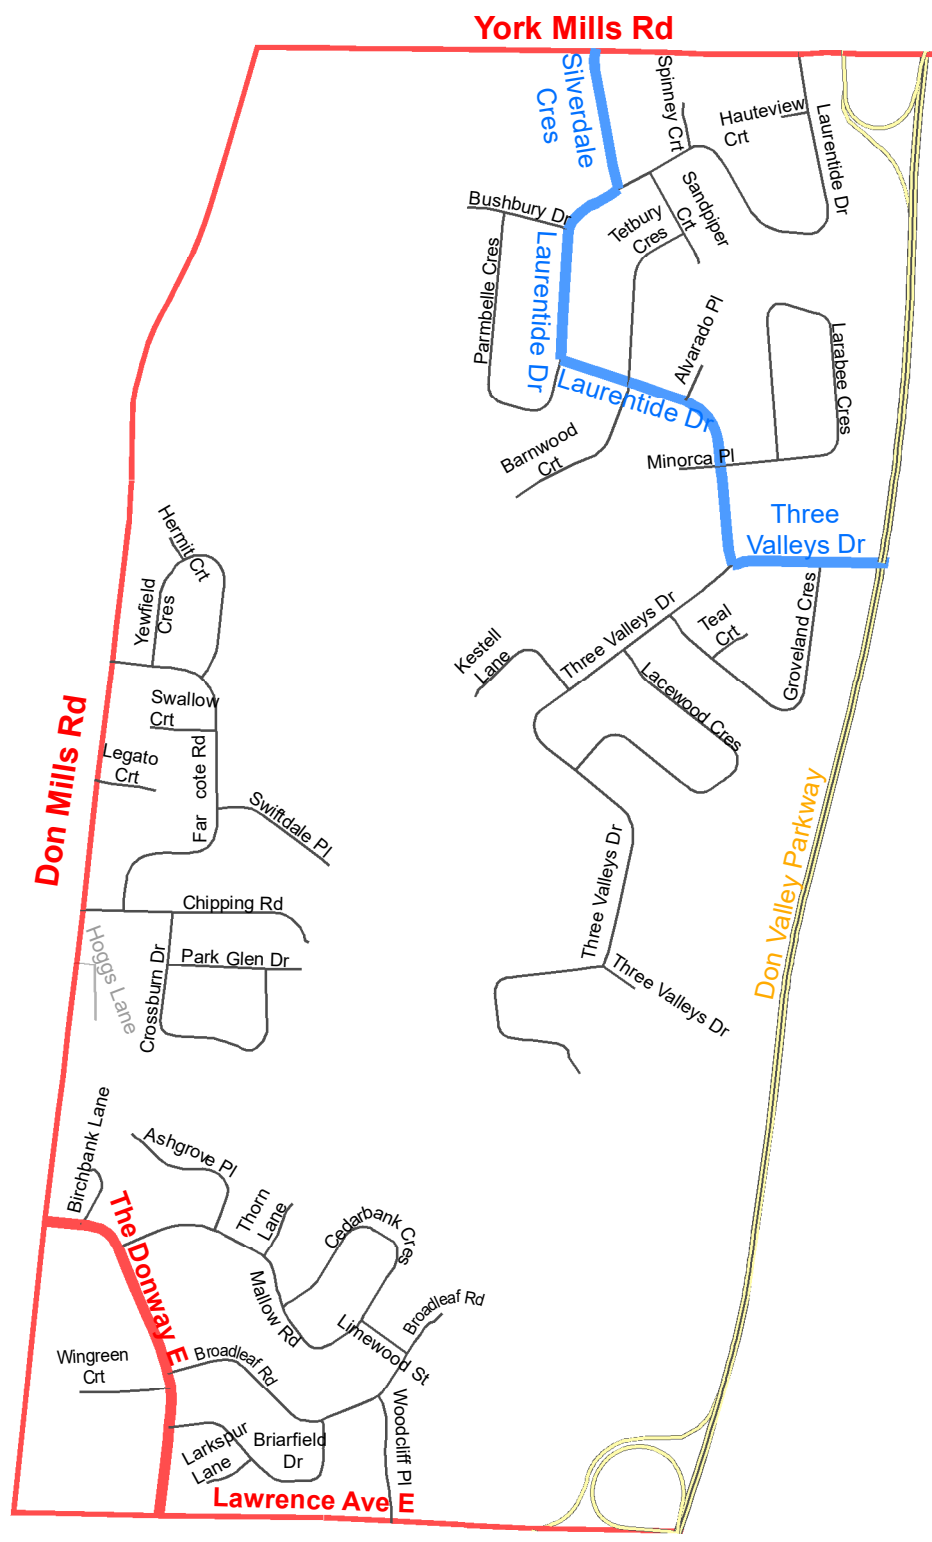 York Mills Rd
Silverdale
Cres
Spinney Crt
Hauteview
Crt
Laurentide Dr
Sandpiper
Crt
Bushbury Dr
Tetbury
Cres
Parmbelle Cres
Laurentide Dr
Alvarado Pl
Larabee Cres
Laurentide Dr
Barnwood
Crt
Minorca Pl
Three
Valleys Dr
Hermit Crt
Yewfield
Cres
Three Valleys Dr
Teal
Crt
Groveland Cres
Kestell
Lane
Lacewood Cres
Swallow
Crt
Don Mills Rd
Legato
Crt
Far cote Rd
Swiftdale Pl
Don Valley Parkway
Three Valleys Dr
Chipping Rd
Hoggs Lane
Crossburn Dr
Park Glen Dr
Three Valleys Dr
Birchbank Lane
Ashgrove Pl
The Donway E
Thorn
Lane
Cedarbank Cres
Mallow Rd
Broadleaf Rd
Limewood St
Wingreen
Crt
Broadleaf Rd
Woodcliff Pl
Larkspur
Lane
Briarfield
Dr
Lawrence Ave E